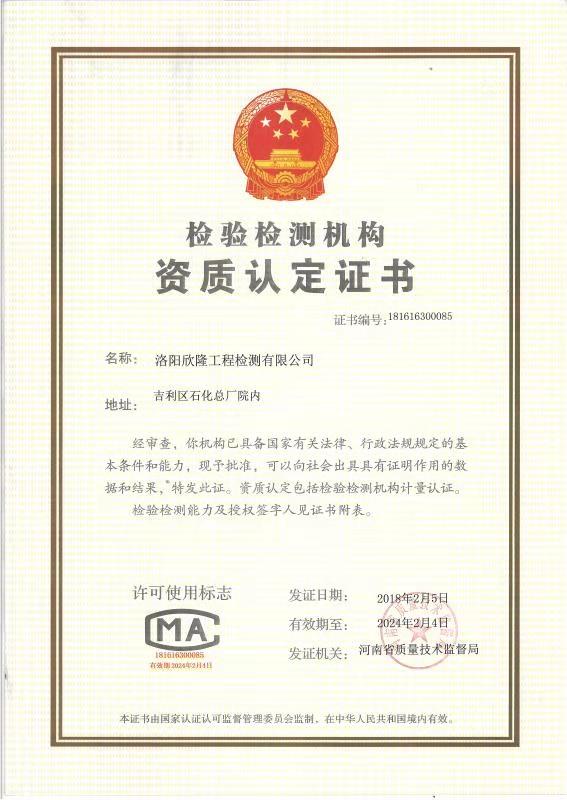 检验检测机构
资质认定证书
证书编号:181616300085
名称: 洛阳欣隆工程检测有限公司
地址: 吉利区石化总厂院内
经审查,你机构已具备国家有关法律、行政法规规定的基
本条件和能力,现予批准,可以向社会出具具有证明作用的数
据和结果,特发此证。资质认定包括检验检测机构计量认证。
检验检测能力及授权签字人见证书附表。
许可使用标志
MA
181616300085
有效期2024年2月4日
发证日期: 2018年2月5日
有效期至: 2024年2月4日
发证机关: 河南省质量技术监督局
本证书由国家认证认可监督管理委员会监制,在中华人民共和国境内有效。